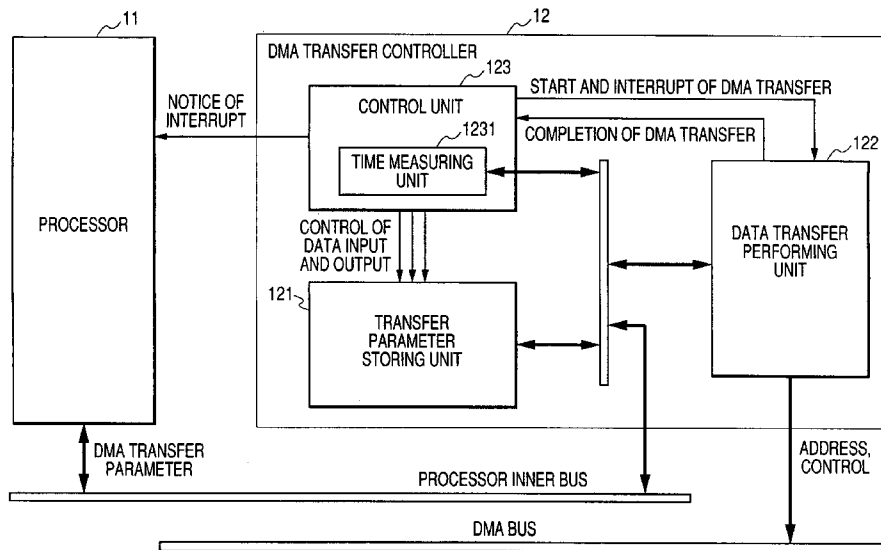 11
12
DMA TRANSFER CONTROLLER
123
START AND INTERRUPT OF DMA TRANSFER
NOTICE OF
INTERRUPT
CONTROL UNIT
1231
COMPLETION OF DMA TRANSFER
122
TIME MEASURING
UNIT
PROCESSOR
CONTROL OF
DATA INPUT
AND OUTPUT
DATA TRANSFER
PERFORMING
UNIT
121
TRANSFER
PARAMETER
STORING UNIT
DMA TRANSFER
PARAMETER
ADDRESS,
CONTROL
PROCESSOR INNER BUS
DMA BUS